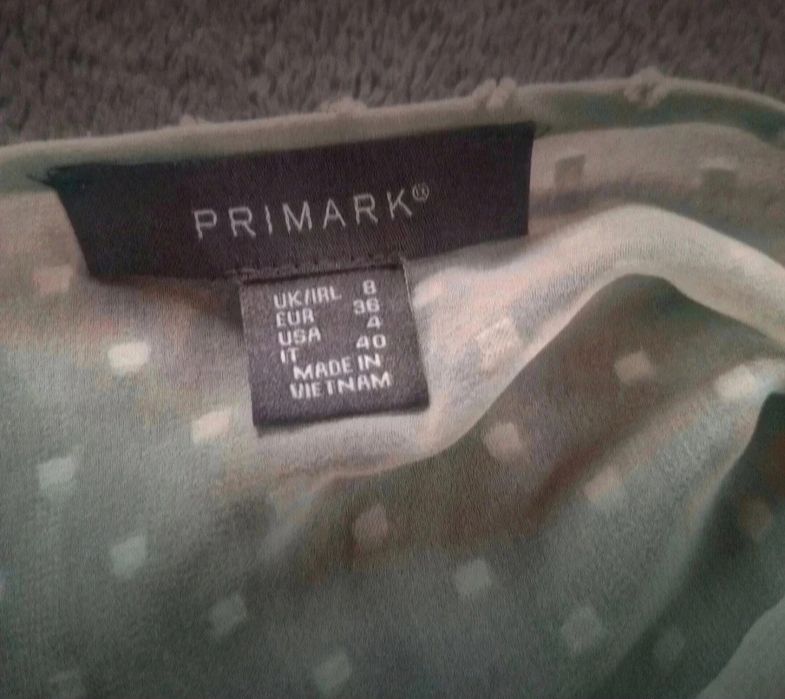 PRIMARK®
UK/IRL 8
EUR 36
USA 4
IT 40
MADE IN
VIETNAM